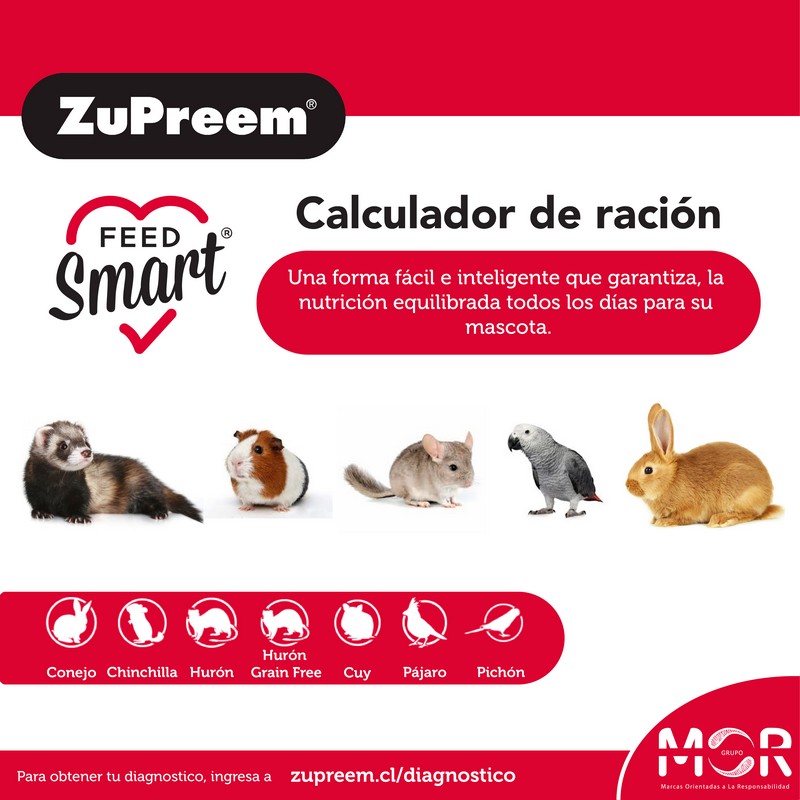 ZuPreem®
FEED
Smart®
Calculador de ración
Una forma fácil e inteligente que garantiza, la
nutrición equilibrada todos los días para su
mascota.
Conejo
Chinchilla
Hurón
Hurón
Grain Free
Cuy
Pájaro
Pichón
MOR
GRUPO
Marcas Orientadas a La Responsabilidad
Para obtener tu diagnostico, ingresa a zupreem.cl/diagnostico